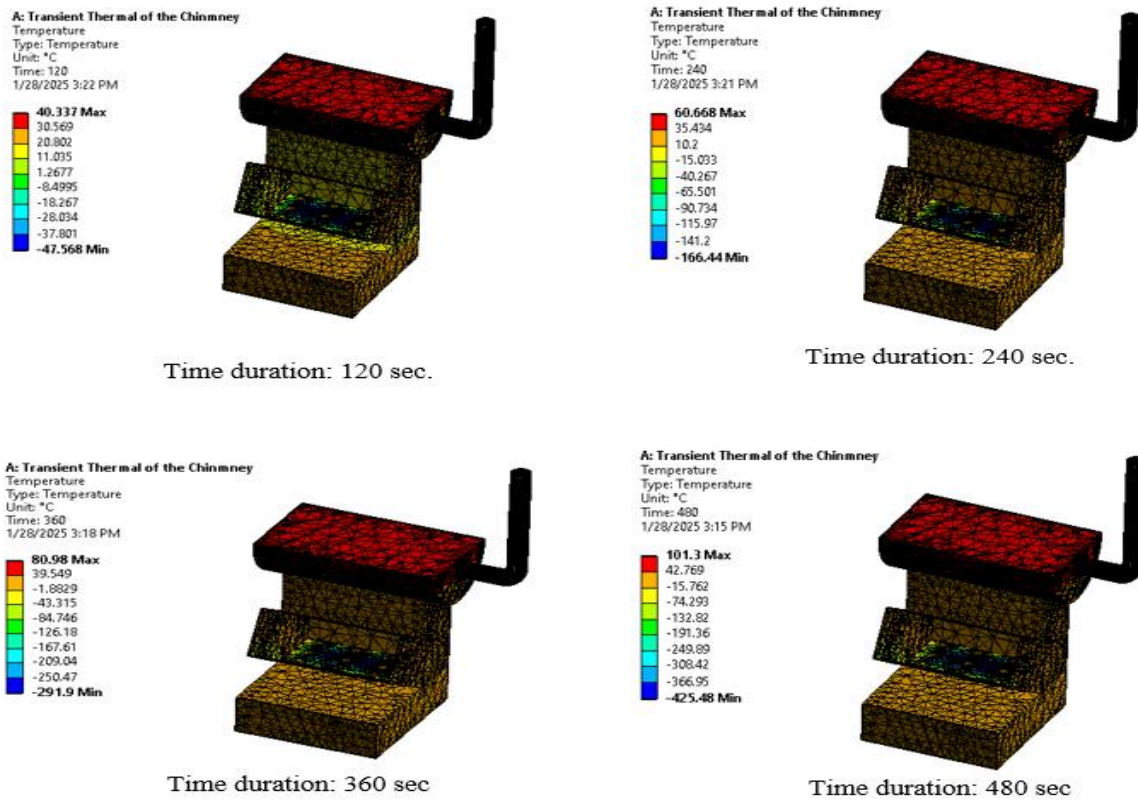 A: Transient Thermal of the Chinmney
Temperature
Type: Temperature
Unit: °C
Time: 120
1/28/2025 3:22 PM
40.337 Max
30.569
20.802
11.035
1.2677
-8.4995
-18.267
-28.034
-37.801
-47.568 Min
Time duration: 120 sec.
A: Transient Thermal of the Chinmney
Temperature
Type: Temperature
Unit: °C
Time: 240
1/28/2025 3:21 PM
60.668 Max
35.434
10.2
-15.033
-40.267
-65.501
-90.734
-115.97
-141.2
-166.44 Min
Time duration: 240 sec.
A: Transient Thermal of the Chinmney
Temperature
Type: Temperature
Unit: °C
Time: 360
1/28/2025 3:18 PM
80.98 Max
39.549
-1.8829
-43.315
-84.746
-126.18
-167.61
-209.04
-250.47
-291.9 Min
Time duration: 360 sec
A: Transient Thermal of the Chinmney
Temperature
Type: Temperature
Unit: °C
Time: 480
1/28/2025 3:15 PM
101.3 Max
42.769
-15.762
-74.293
-132.82
-191.36
-249.89
-308.42
-366.95
-425.48 Min
Time duration: 480 sec